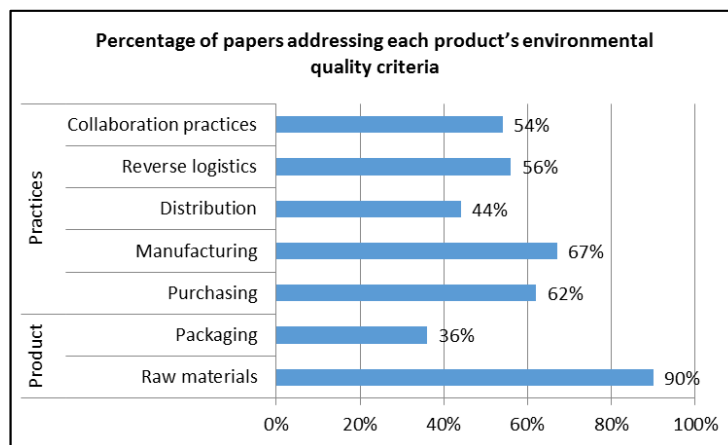 Percentage of papers addressing each product’s environmental
quality criteria
Practices
Collaboration practices 54%
Reverse logistics 56%
Distribution 44%
Manufacturing 67%
Purchasing 62%
Product
Packaging 36%
Raw materials 90%
0% 20% 40% 60% 80% 100%